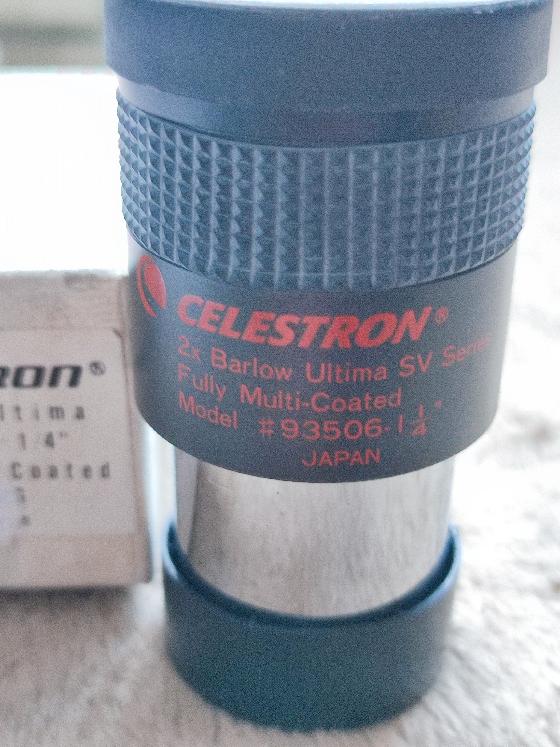 CELESTRON®
2x Barlow Ultima SV Series
Fully Multi-Coated
Model #93506-1 1/4"
JAPAN
ron®
ltima
1/4"
Coated